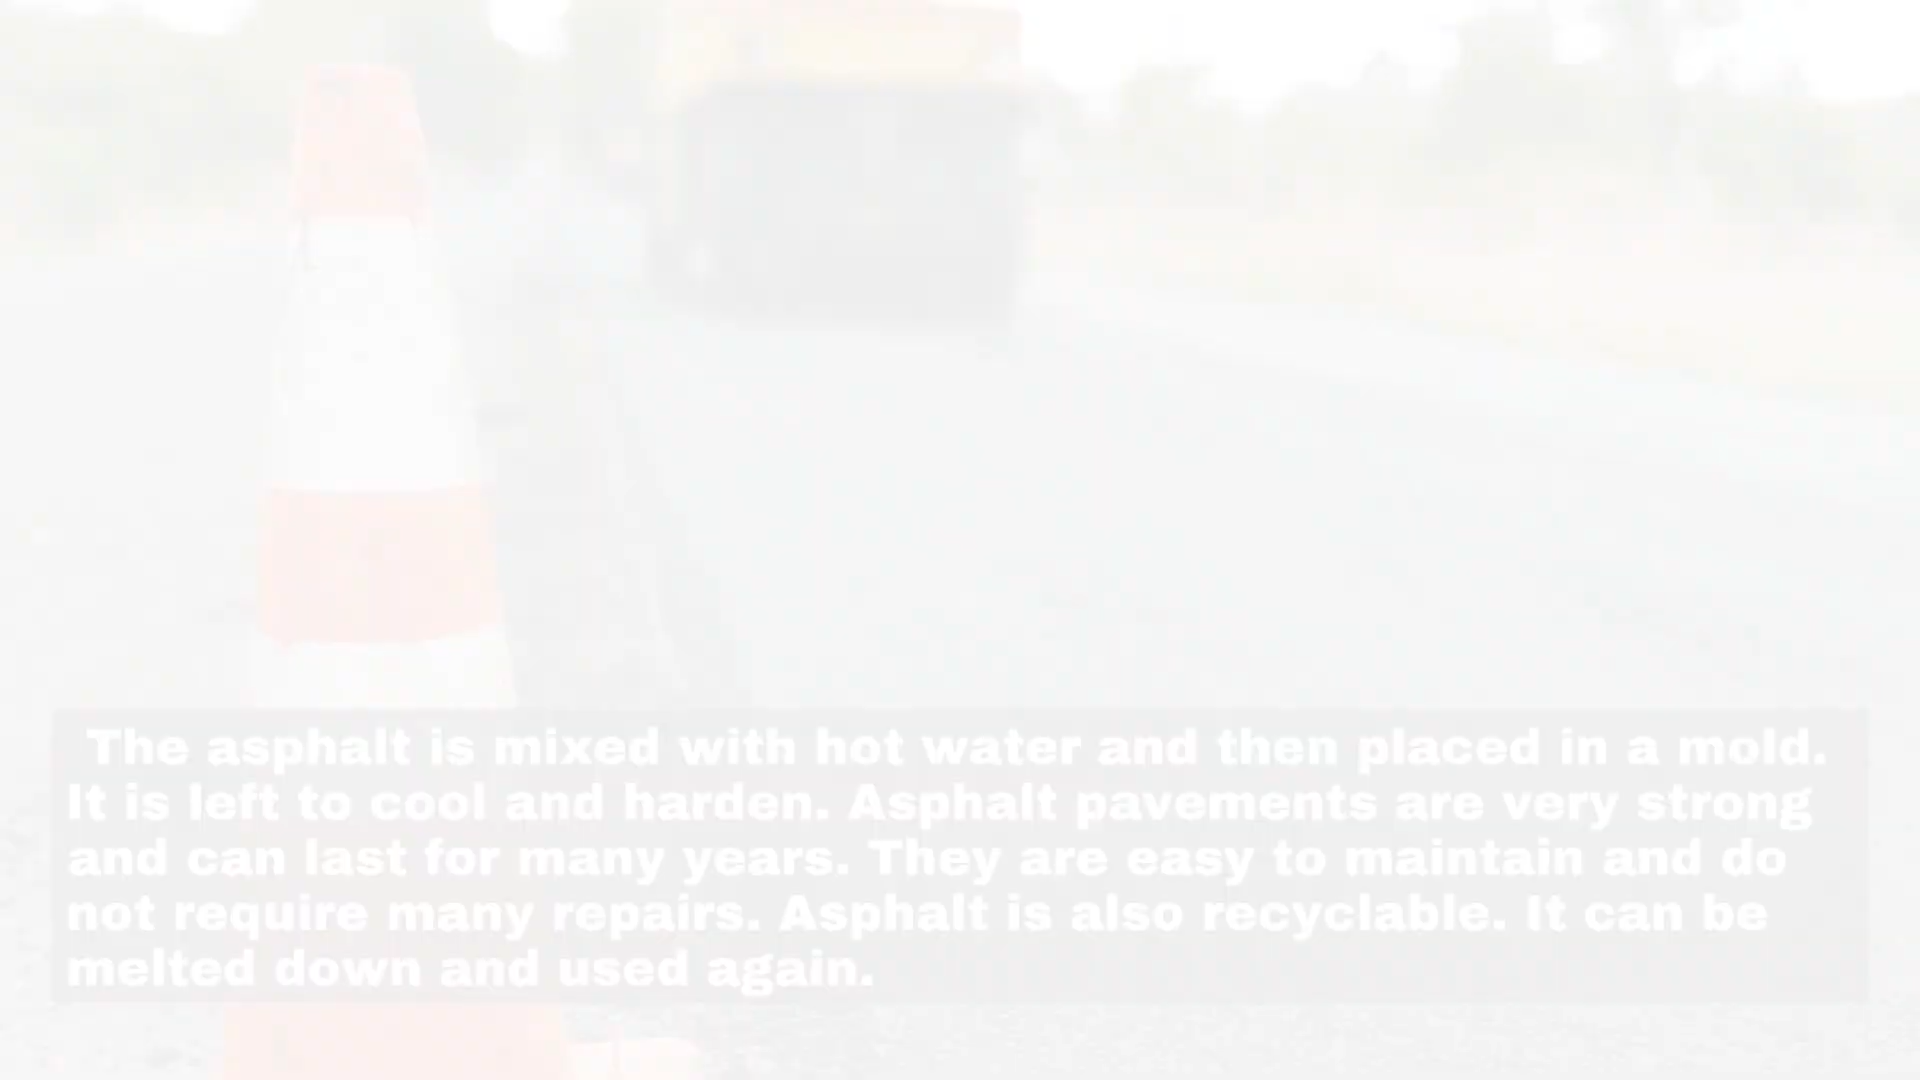 The asphalt is mixed with hot water and then placed in a mold.
It is left to cool and harden. Asphalt pavements are very strong
and can last for many years. They are easy to maintain and do
not require many repairs. Asphalt is also recyclable. It can be
melted down and used again.